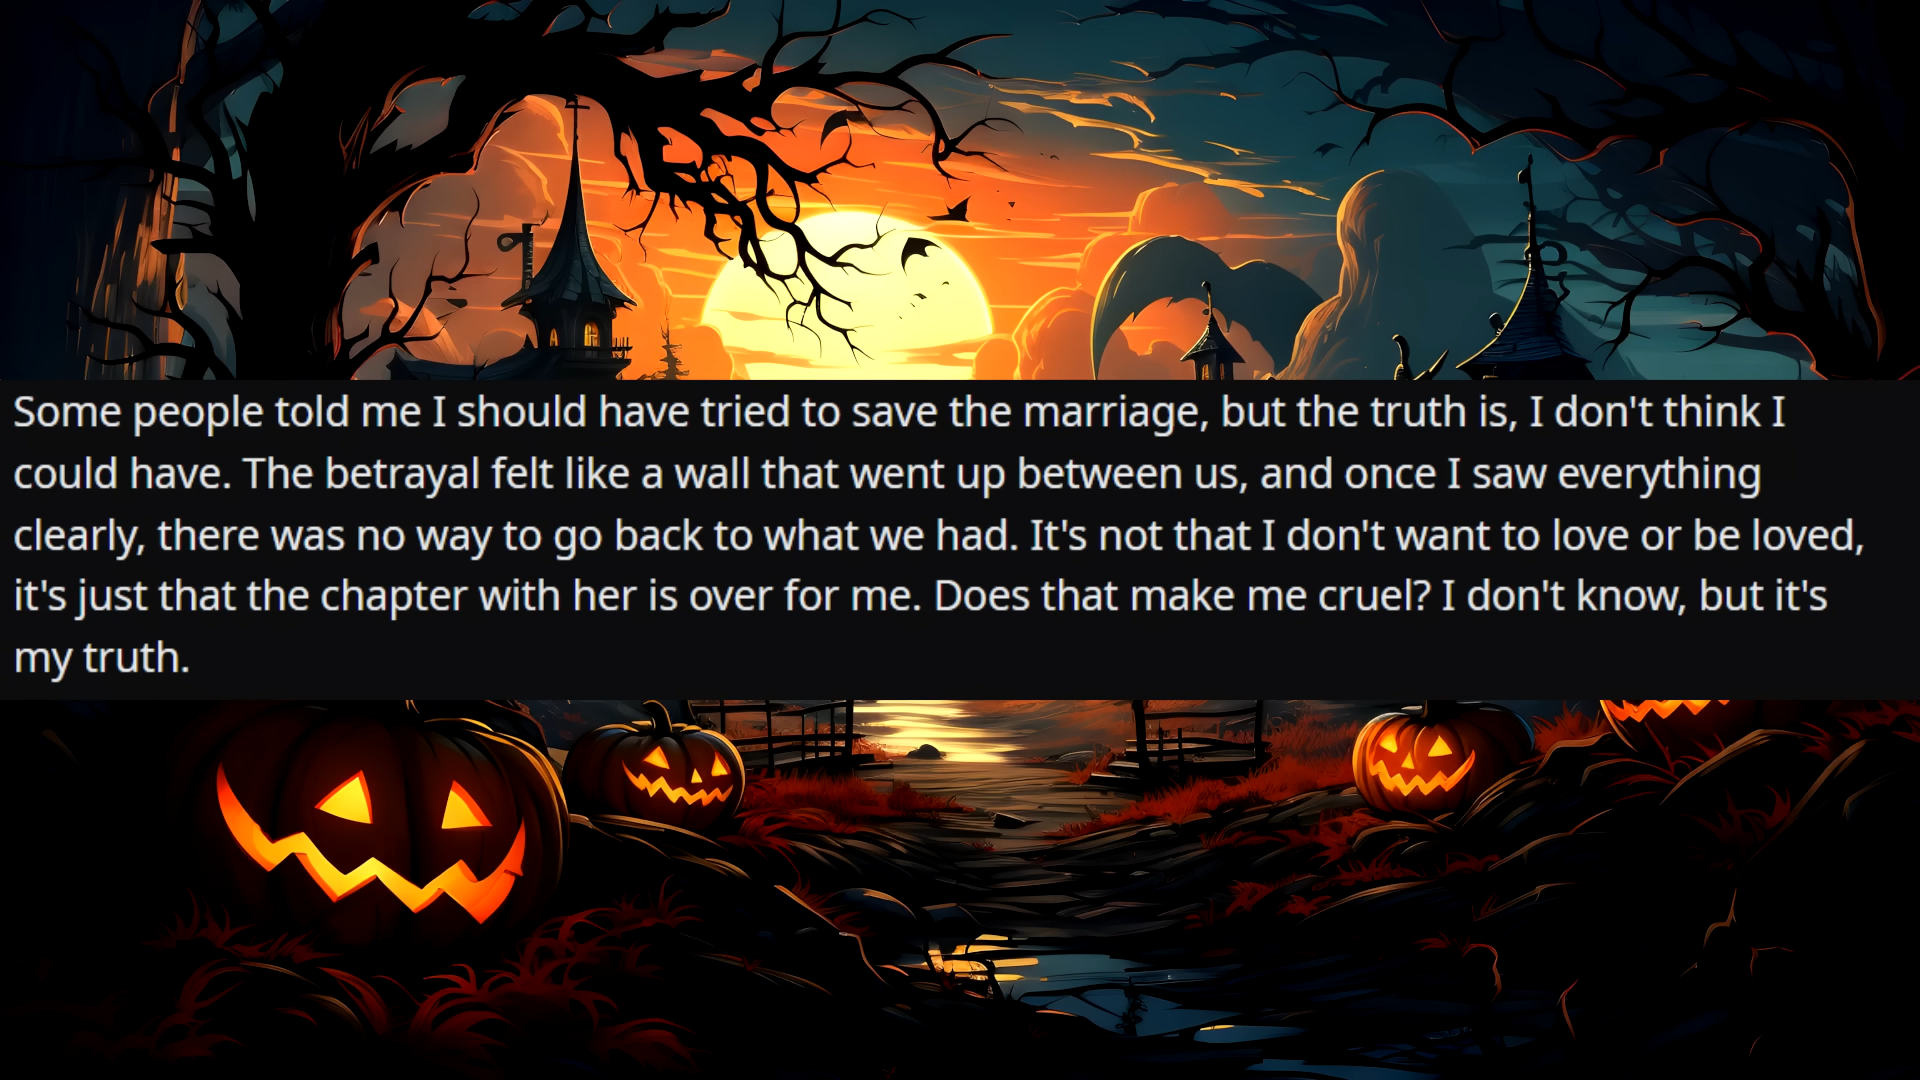 Some people told me I should have tried to save the marriage, but the truth is, I don't think I
could have. The betrayal felt like a wall that went up between us, and once I saw everything
clearly, there was no way to go back to what we had. It's not that I don't want to love or be loved,
it's just that the chapter with her is over for me. Does that make me cruel? I don't know, but it's
my truth.